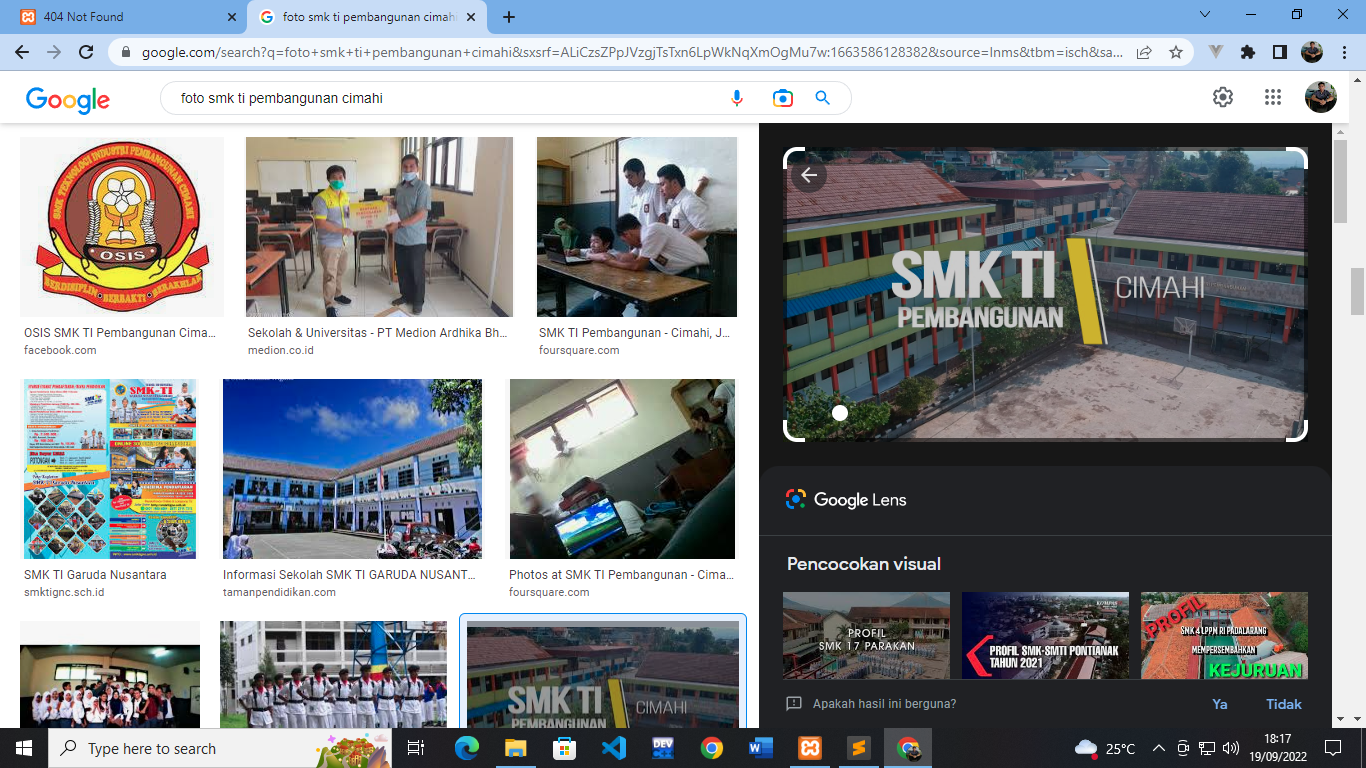 404 Not Found
foto smk ti pembangunan cimahi
google.com/search?q=foto+smk+ti+pembangunan+cimahi&sxsrf=ALiCzsZPpJVzgjTsTxn6LpWkNqXmOgMu7w:1663586128382&source=lnms&tbm=isch&sa...
Google
foto smk ti pembangunan cimahi
SMK TEKNOLOGI INDUSTRI PEMBANGUNAN CIMAHI
OSIS
BERDISIPLIN · BERBAKTI · BERAKHLAK
OSIS SMK TI Pembangunan Cima...
facebook.com
Sekolah & Universitas - PT Medion Ardhika Bh...
medion.co.id
SMK TI Pembangunan - Cimahi, J...
foursquare.com
SMK-TI
SMK TI Garuda Nusantara
smktignc.sch.id
Informasi Sekolah SMK TI GARUDA NUSANT...
tamanpendidikan.com
Photos at SMK TI Pembangunan - Cima...
foursquare.com
SMK TI
PEMBANGUNAN
CIMAHI
SMK TI
PEMBANGUNAN
CIMAHI
Google Lens
Pencocokan visual
PROFIL
SMK 17 PARAKAN
PROFIL SMK-SMTI PONTIANAK
TAHUN 2021
PROFIL
SMK 4 LPPM RI PADALARANG
MEMPERSEMBAHKAN
KEJURUAN
Apakah hasil ini berguna?
Ya
Tidak
Type here to search
DEV
25°C
18:17
19/09/2022